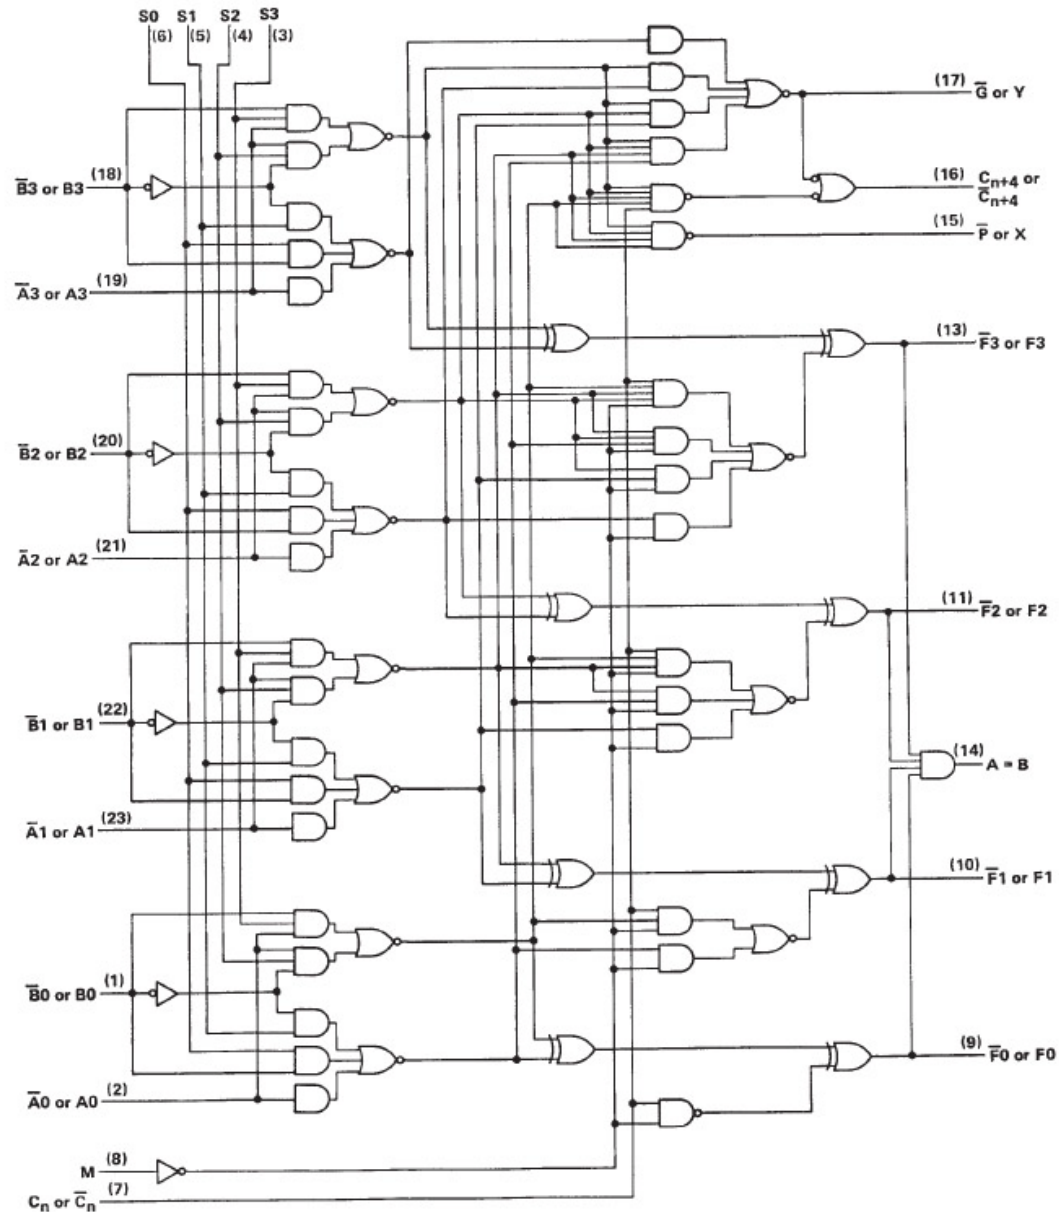 S0 S1 S2 S3
(6) (5) (4) (3)
(17) G̅ or Y
(18) B̅3 or B3
(16) Cn+4 or
C̅n+4
(15) P̅ or X
(19) A̅3 or A3
(13) F̅3 or F3
(20) B̅2 or B2
(21) A̅2 or A2
(11) F̅2 or F2
(22) B̅1 or B1
(14) A = B
(23) A̅1 or A1
(10) F̅1 or F1
(1) B̅0 or B0
(9) F̅0 or F0
(2) A̅0 or A0
M (8)
Cn or C̅n (7)